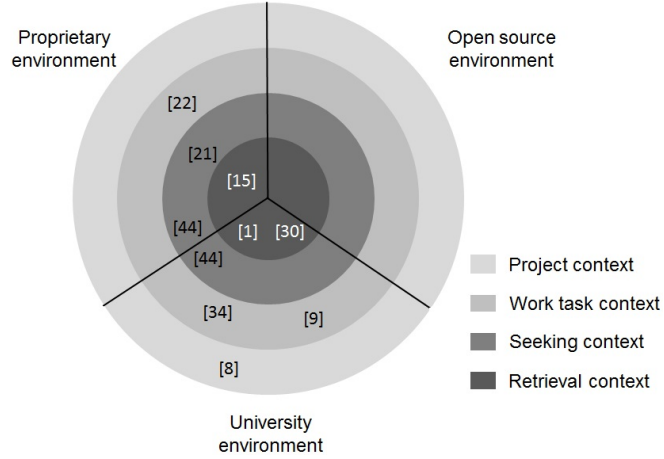 Proprietary
environment
Open source
environment
[22]
[21]
[15]
[44]
[1]
[30]
[44]
[34]
[9]
[8]
University
environment
Project context
Work task context
Seeking context
Retrieval context